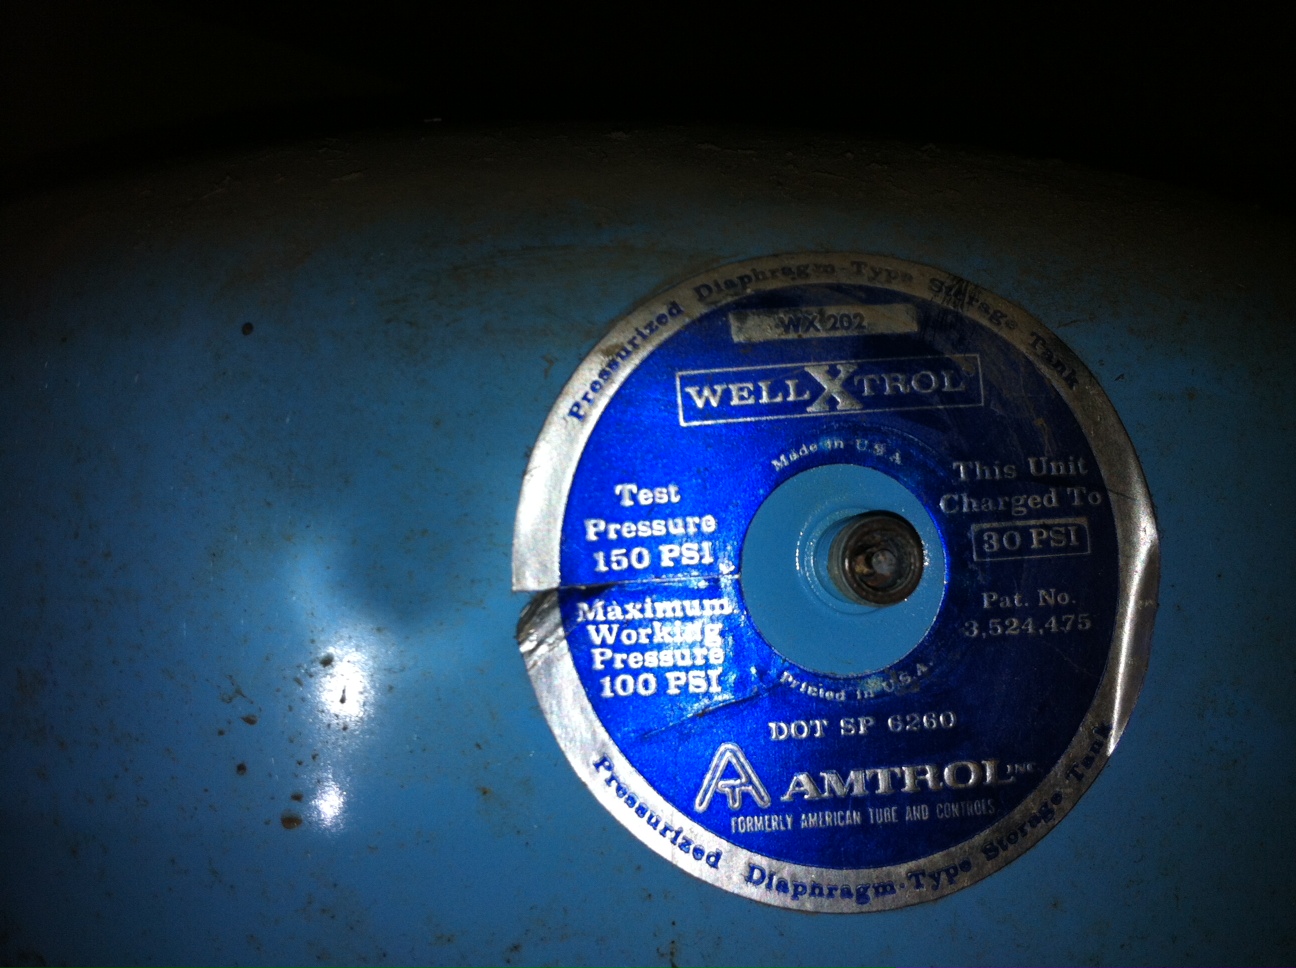 Pressurized Diaphragm-Type Storage Tank
WX 202
WELL X TROL
Made in U.S.A
Test
Pressure
150 PSI
Maximum
Working
Pressure
100 PSI
This Unit
Charged To
30 PSI
Pat. No.
3,524,475
Printed in U.S.A.
DOT SP 6260
AMTROL INC.
FORMERLY AMERICAN TUBE AND CONTROLS
Pressurized Diaphragm-Type Storage Tank